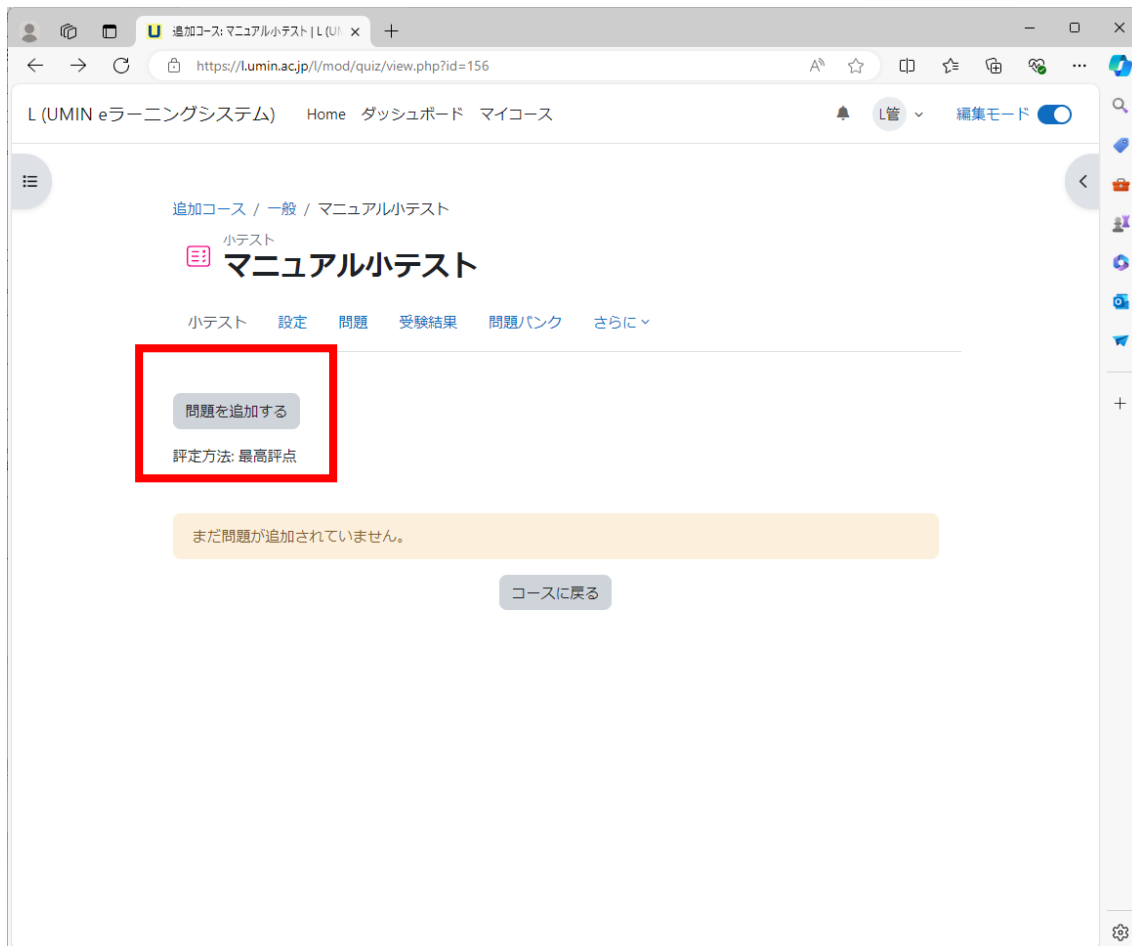 追加コース: マニュアル小テスト | L (UN
https://l.umin.ac.jp/l/mod/quiz/view.php?id=156
L (UMIN eラーニングシステム) Home ダッシュボード マイコース L管 編集モード
追加コース / 一般 / マニュアル小テスト
小テスト
マニュアル小テスト
小テスト 設定 問題 受験結果 問題バンク さらに
問題を追加する
評定方法: 最高評点
まだ問題が追加されていません。
コースに戻る